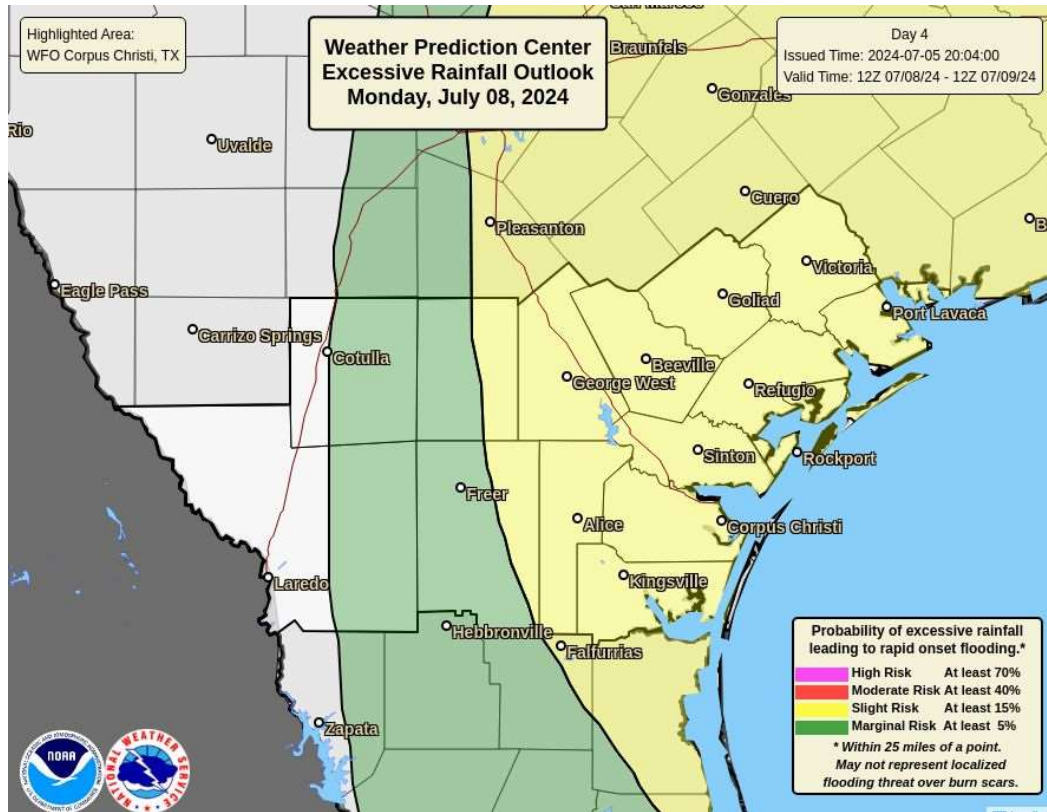 Highlighted Area:
WFO Corpus Christi, TX
Weather Prediction Center
Excessive Rainfall Outlook
Monday, July 08, 2024
Day 4
Issued Time: 2024-07-05 20:04:00
Valid Time: 12Z 07/08/24 - 12Z 07/09/24
Braunfels
Gonzales
Rio
Uvalde
Cuero
Pleasanton
B
Victoria
Eagle Pass
Goliad
Port Lavaca
Carrizo Springs
Cotulla
Beeville
George West
Refugio
Sinton
Rockport
Freer
Alice
Corpus Christi
Laredo
Kingsville
Hebbronville
Falfurrias
Zapata
Probability of excessive rainfall
leading to rapid onset flooding.*
High Risk At least 70%
Moderate Risk At least 40%
Slight Risk At least 15%
Marginal Risk At least 5%
* Within 25 miles of a point.
May not represent localized
flooding threat over burn scars.
NOAA
NATIONAL WEATHER SERVICE